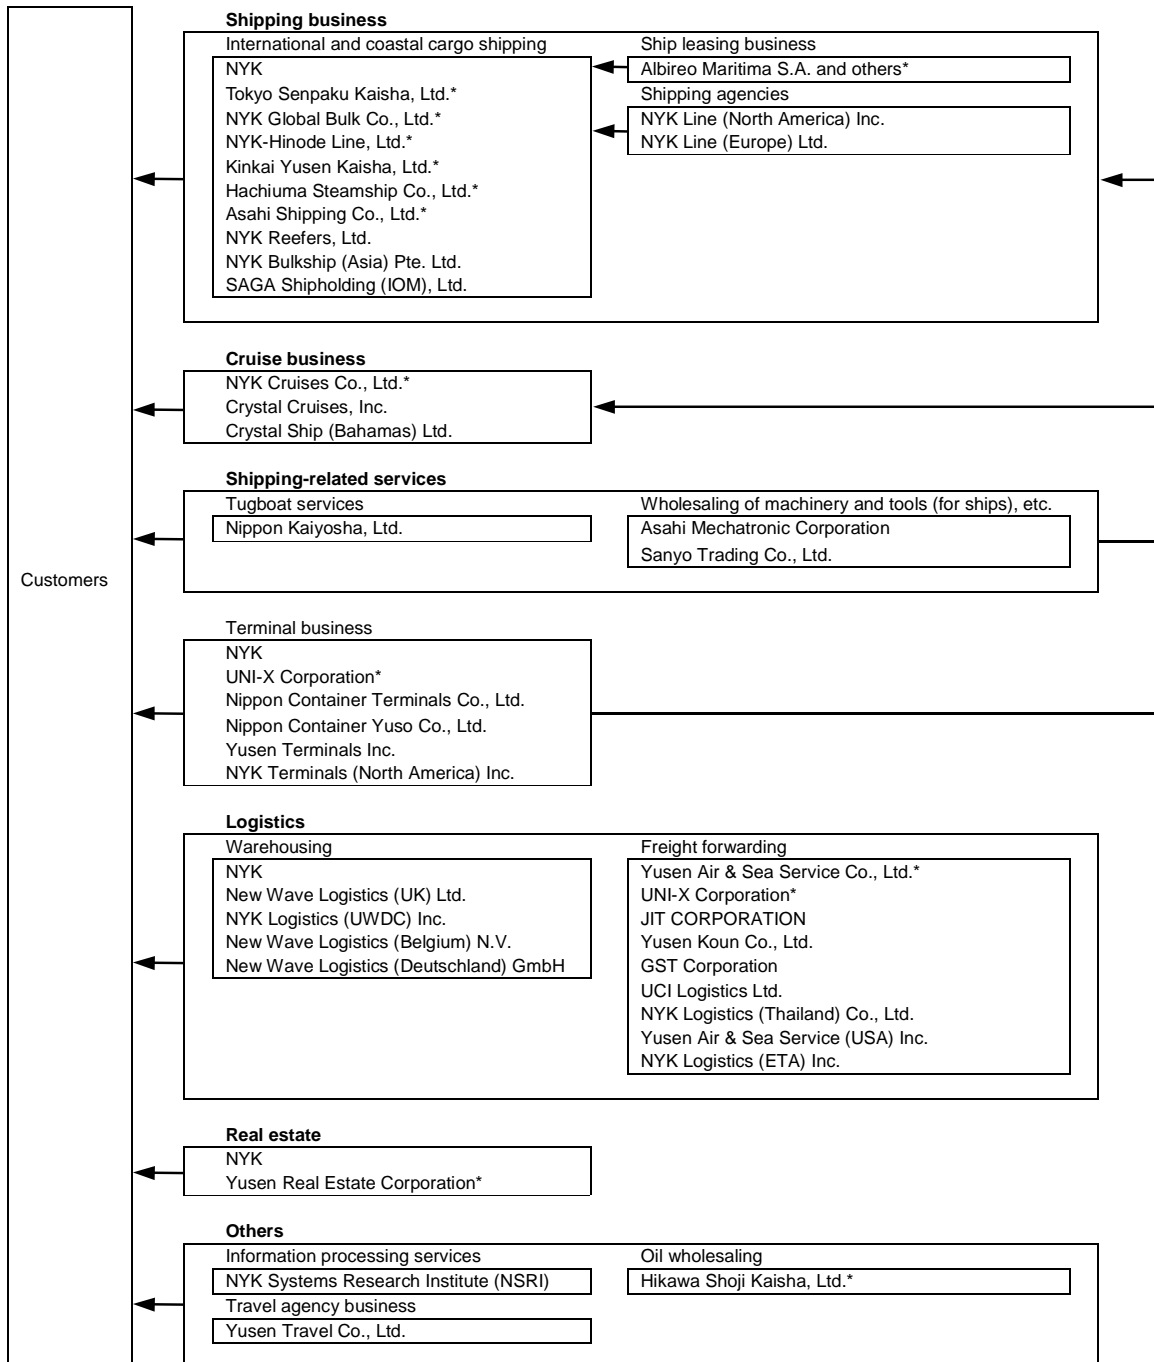 Shipping business
International and coastal cargo shipping
NYK
Tokyo Senpaku Kaisha, Ltd.*
NYK Global Bulk Co., Ltd.*
NYK-Hinode Line, Ltd.*
Kinkai Yusen Kaisha, Ltd.*
Hachiuma Steamship Co., Ltd.*
Asahi Shipping Co., Ltd.*
NYK Reefers, Ltd.
NYK Bulkship (Asia) Pte. Ltd.
SAGA Shipholding (IOM), Ltd.
Ship leasing business
Albireo Maritima S.A. and others*
Shipping agencies
NYK Line (North America) Inc.
NYK Line (Europe) Ltd.
Cruise business
NYK Cruises Co., Ltd.*
Crystal Cruises, Inc.
Crystal Ship (Bahamas) Ltd.
Shipping-related services
Tugboat services
Nippon Kaiyosha, Ltd.
Wholesaling of machinery and tools (for ships), etc.
Asahi Mechatronic Corporation
Sanyo Trading Co., Ltd.
Customers
Terminal business
NYK
UNI-X Corporation*
Nippon Container Terminals Co., Ltd.
Nippon Container Yuso Co., Ltd.
Yusen Terminals Inc.
NYK Terminals (North America) Inc.
Logistics
Warehousing
NYK
New Wave Logistics (UK) Ltd.
NYK Logistics (UWDC) Inc.
New Wave Logistics (Belgium) N.V.
New Wave Logistics (Deutschland) GmbH
Freight forwarding
Yusen Air & Sea Service Co., Ltd.*
UNI-X Corporation*
JIT CORPORATION
Yusen Koun Co., Ltd.
GST Corporation
UCI Logistics Ltd.
NYK Logistics (Thailand) Co., Ltd.
Yusen Air & Sea Service (USA) Inc.
NYK Logistics (ETA) Inc.
Real estate
NYK
Yusen Real Estate Corporation*
Others
Information processing services
NYK Systems Research Institute (NSRI)
Travel agency business
Yusen Travel Co., Ltd.
Oil wholesaling
Hikawa Shoji Kaisha, Ltd.*